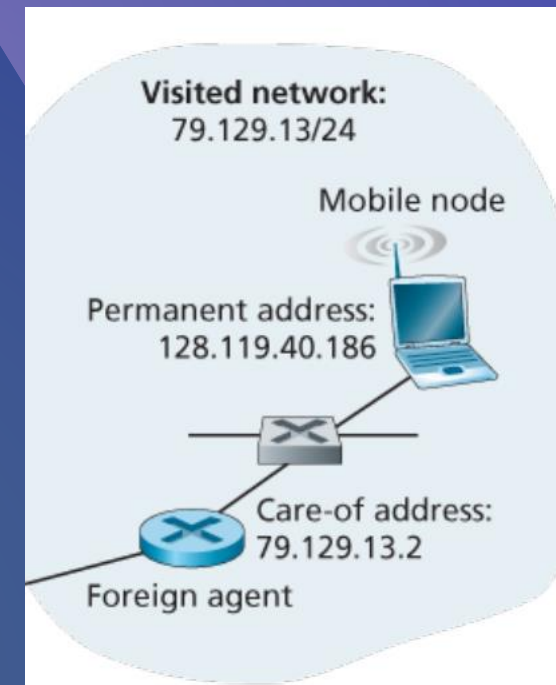 Visited network:
79.129.13/24
Mobile node
Permanent address:
128.119.40.186
Care-of address:
79.129.13.2
Foreign agent